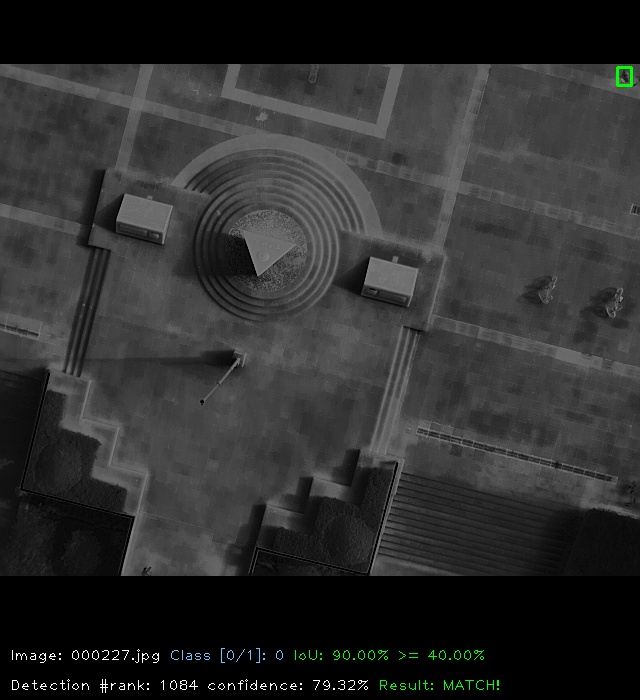 Image: 000227.jpg Class [0/1]: 0 IoU: 90.00% >= 40.00%
Detection #rank: 1084 confidence: 79.32% Result: MATCH!